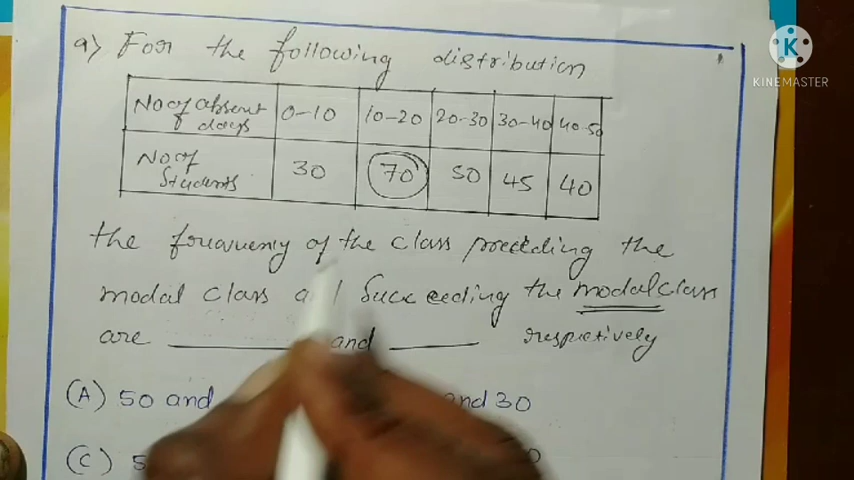 a) For the following distribution
No of absent days 0-10 10-20 20-30 30-40 40-50
No of Students 30 70 50 45 40
the frequency of the class preceding the
modal class and Succeeding the modal class
are ________ and ________ respectively
(A) 50 and and 30
(C) 5
K
KINEMASTER